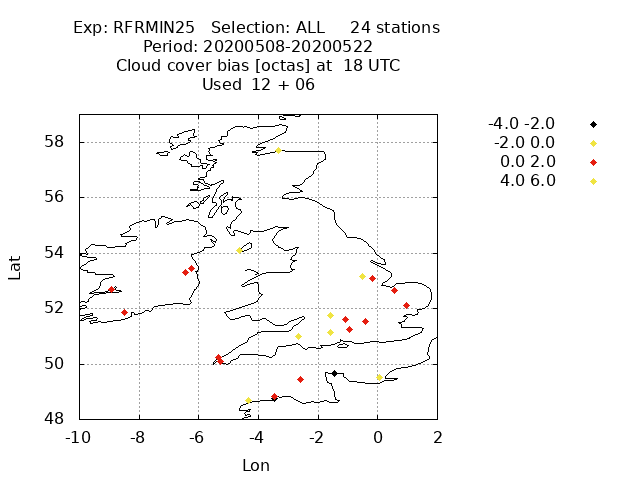 Exp: RFRMIN25   Selection: ALL     24 stations
Period: 20200508-20200522
Cloud cover bias [octas] at  18 UTC
Used  12 + 06
-4.0 -2.0
-2.0 0.0
0.0 2.0
4.0 6.0
58
56
54
52
50
48
Lat
-10 -8 -6 -4 -2 0 2
Lon